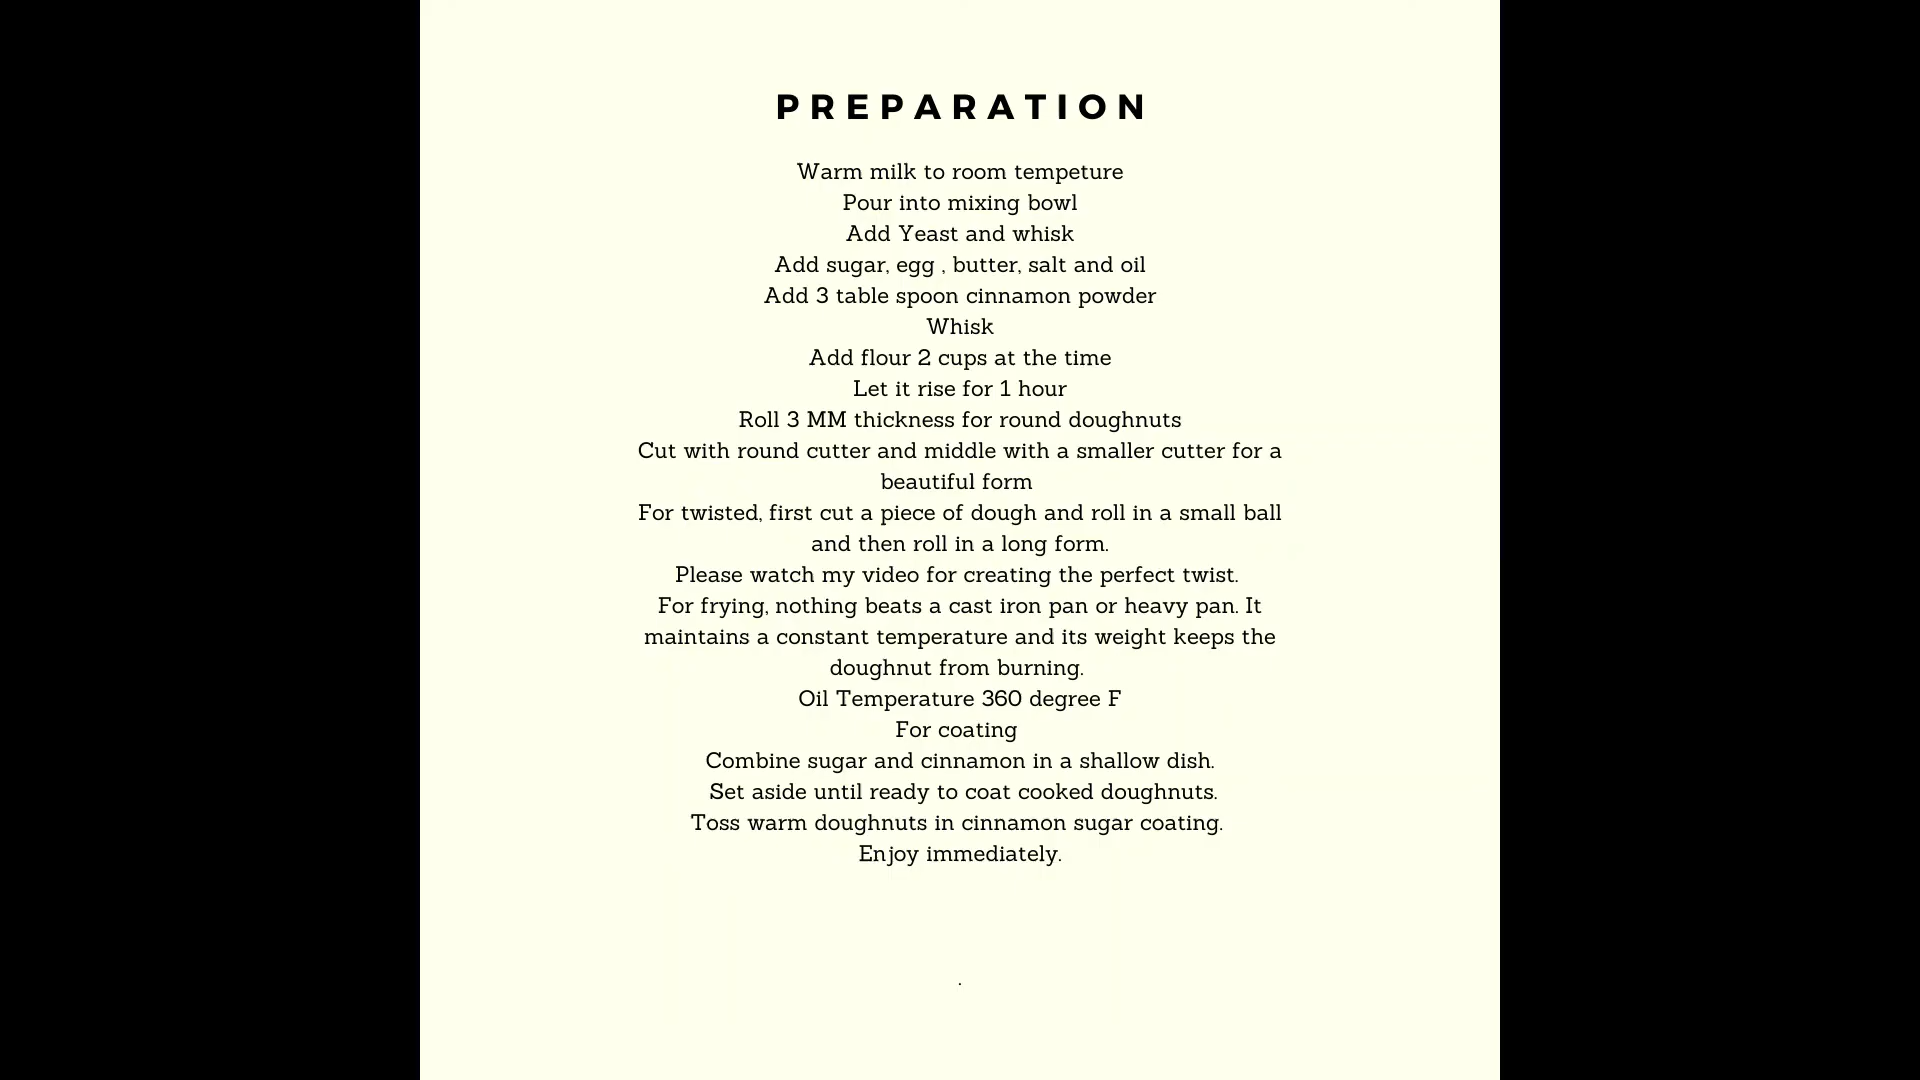 PREPARATION
Warm milk to room tempeture
Pour into mixing bowl
Add Yeast and whisk
Add sugar, egg , butter, salt and oil
Add 3 table spoon cinnamon powder
Whisk
Add flour 2 cups at the time
Let it rise for 1 hour
Roll 3 MM thickness for round doughnuts
Cut with round cutter and middle with a smaller cutter for a
beautiful form
For twisted, first cut a piece of dough and roll in a small ball
and then roll in a long form.
Please watch my video for creating the perfect twist.
For frying, nothing beats a cast iron pan or heavy pan. It
maintains a constant temperature and its weight keeps the
doughnut from burning.
Oil Temperature 360 degree F
For coating
Combine sugar and cinnamon in a shallow dish.
Set aside until ready to coat cooked doughnuts.
Toss warm doughnuts in cinnamon sugar coating.
Enjoy immediately.
.